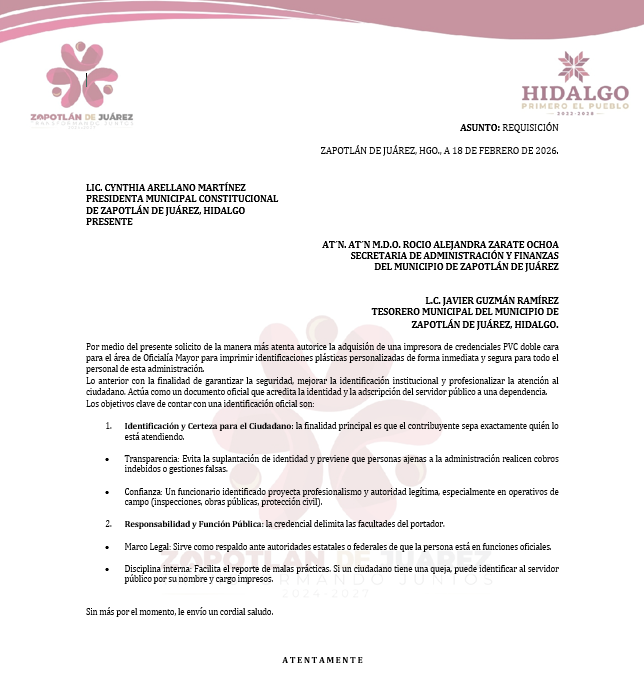 ZAPOTLÁN DE JUÁREZ
TRANSFORMANDO JUNTOS
HIDALGO
PRIMERO EL PUEBLO
2022-2028
ASUNTO: REQUISICIÓN
ZAPOTLÁN DE JUÁREZ, HGO., A 18 DE FEBRERO DE 2026.
LIC. CYNTHIA ARELLANO MARTÍNEZ
PRESIDENTA MUNICIPAL CONSTITUCIONAL
DE ZAPOTLÁN DE JUÁREZ, HIDALGO
PRESENTE
AT´N. AT´N M.D.O. ROCIO ALEJANDRA ZARATE OCHOA
SECRETARIA DE ADMINISTRACIÓN Y FINANZAS
DEL MUNICIPIO DE ZAPOTLÁN DE JUÁREZ
L.C. JAVIER GUZMÁN RAMÍREZ
TESORERO MUNICIPAL DEL MUNICIPIO DE
ZAPOTLÁN DE JUÁREZ, HIDALGO.
Por medio del presente solicito de la manera más atenta autorice la adquisión de una impresora de credenciales PVC doble cara
para el área de Oficialía Mayor para imprimir identificaciones plásticas personalizadas de forma inmediata y segura para todo el
personal de esta administración.
Lo anterior con la finalidad de garantizar la seguridad, mejorar la identificación institucional y profesionalizar la atención al
ciudadano. Actúa como un documento oficial que acredita la identidad y la adscripción del servidor público a una dependencia.
Los objetivos clave de contar con una identificación oficial son:
1. Identificación y Certeza para el Ciudadano: la finalidad principal es que el contribuyente sepa exactamente quién lo
está atendiendo.
• Transparencia: Evita la suplantación de identidad y previene que personas ajenas a la administración realicen cobros
indebidos o gestiones falsas.
• Confianza: Un funcionario identificado proyecta profesionalismo y autoridad legítima, especialmente en operativos de
campo (inspecciones, obras públicas, protección civil).
2. Responsabilidad y Función Pública: la credencial delimita las facultades del portador.
• Marco Legal: Sirve como respaldo ante autoridades estatales o federales de que la persona está en funciones oficiales.
ZAPOTLÁN DE JUÁREZ
• Disciplina interna: Facilita el reporte de malas prácticas. Si un ciudadano tiene una queja, puede identificar al servidor
público por su nombre y cargo impresos.
TRANSFORMANDO JUNTOS
2024-2027
Sin más por el momento, le envío un cordial saludo.
ATENTAMENTE